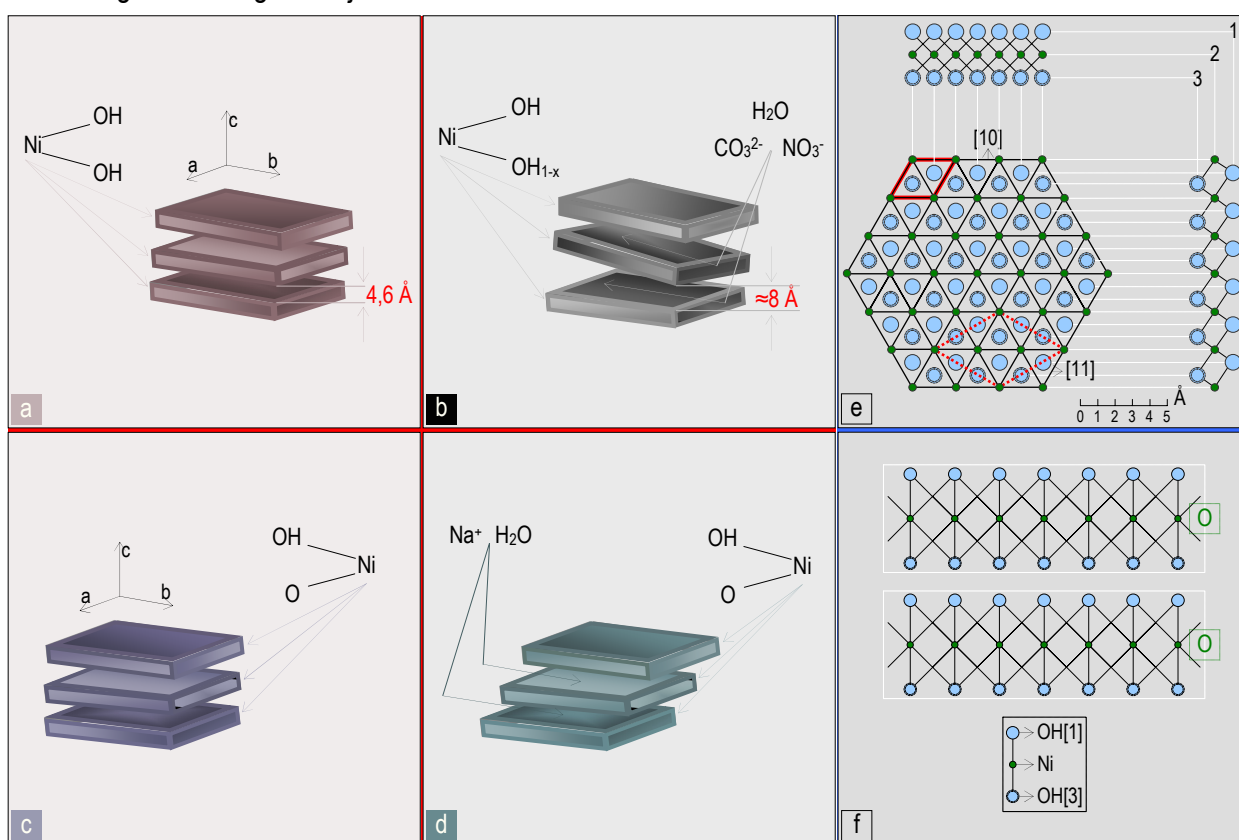 OH
Ni
OH
c
a
b
4,6 Å
a
OH
Ni
OH1-x
H2O
CO3²⁻ NO3⁻
≈8 Å
b
1
2
3
[10]
[11]
Å
0 1 2 3 4 5
e
c
a
b
OH
Ni
O
c
Na⁺ H2O
OH
Ni
O
d
O
O
OH[1]
Ni
OH[3]
f